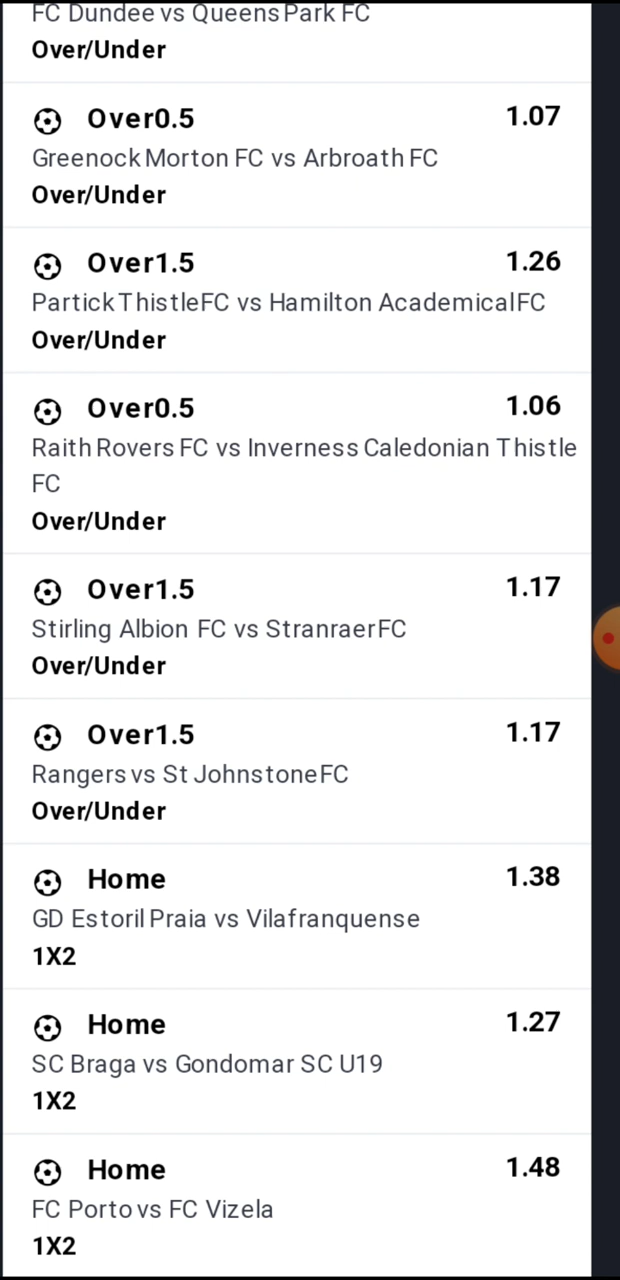 FC Dundee vs Queens Park FC
Over/Under
Over0.5 1.07
Greenock Morton FC vs Arbroath FC
Over/Under
Over1.5 1.26
Partick ThistleFC vs Hamilton AcademicalFC
Over/Under
Over0.5 1.06
Raith Rovers FC vs Inverness Caledonian Thistle
FC
Over/Under
Over1.5 1.17
Stirling Albion FC vs StranraerFC
Over/Under
Over1.5 1.17
Rangers vs St JohnstoneFC
Over/Under
Home 1.38
GD Estoril Praia vs Vilafranquense
1X2
Home 1.27
SC Braga vs Gondomar SC U19
1X2
Home 1.48
FC Porto vs FC Vizela
1X2